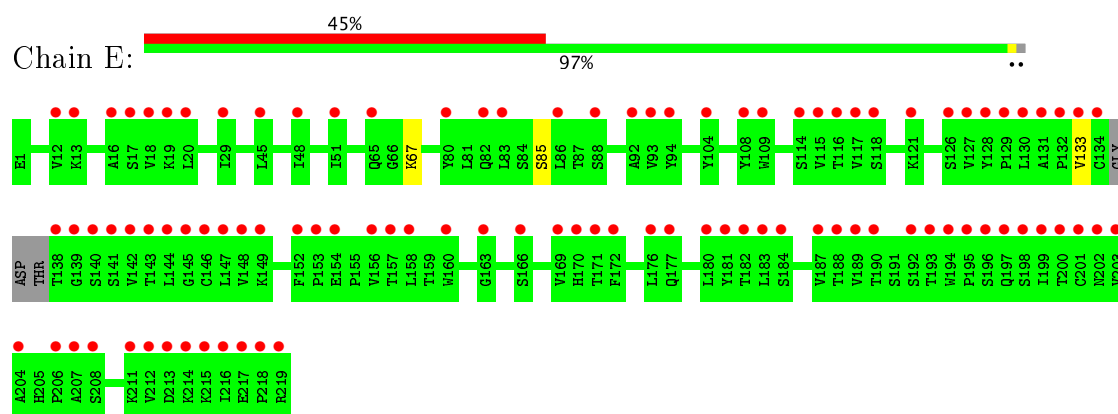 45%
Chain E:
97%
E1 V12 K13 A16 S17 V18 K19 L20 I29 L45 I48 I51 Q65 G66 K67 Y80 L81 Q82 L83 S84 S85 L86 T87 S88 A92 V93 Y94 Y104 Y108 W109 S114 V115 T116 V117 S118 K121 S126 V127 Y128 P129 L130 A131 P132 V133 C134 GLY
ASP THR T138 G139 S140 S141 V142 T143 L144 G145 C146 L147 V148 K149 F152 P153 E154 P155 V156 T157 L158 T159 W160 G163 S166 V169 H170 T171 F172 L176 Q177 L180 Y181 T182 L183 S184 V187 T188 V189 T190 S191 S192 T193 W194 P195 S196 Q197 S198 I199 T200 C201 N202 V203
A204 H205 P206 A207 S208 K211 V212 D213 K214 K215 I216 E217 P218 R219